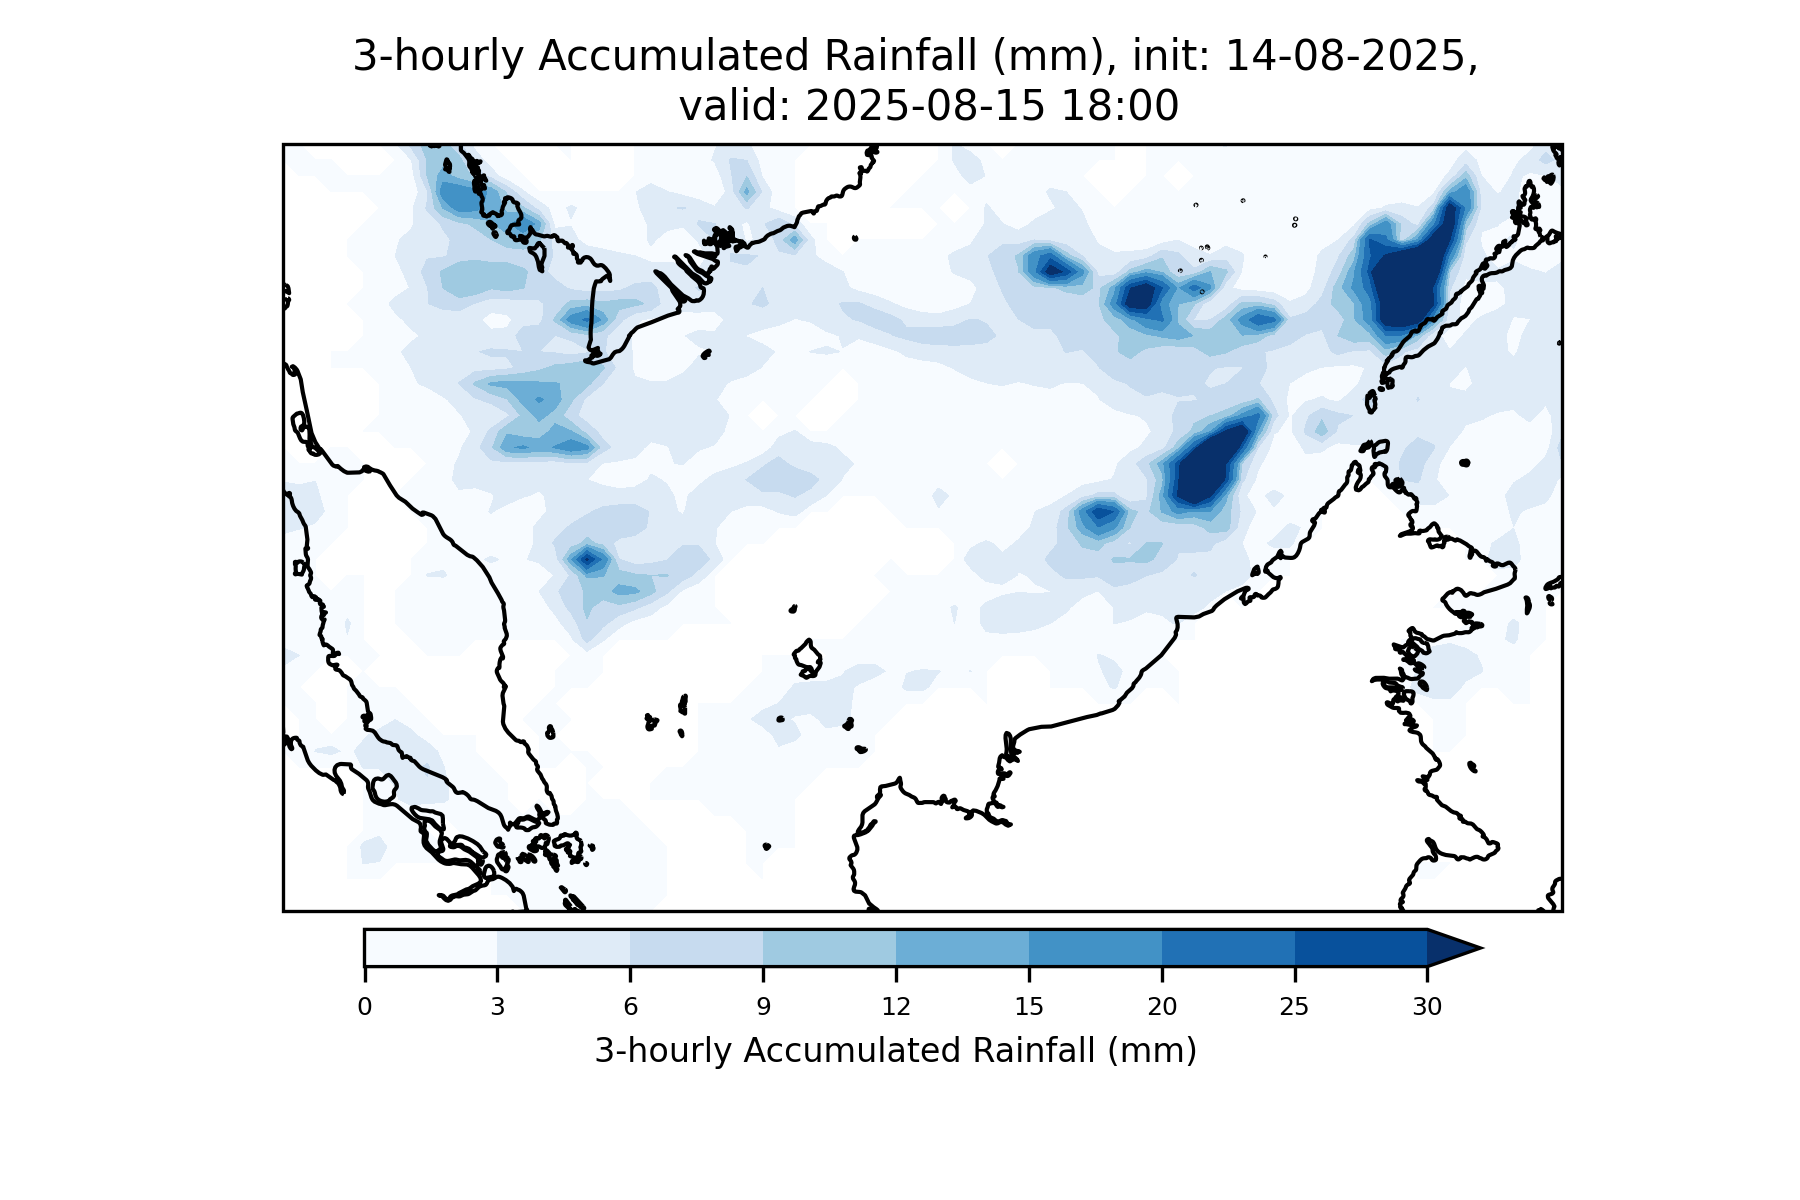 3-hourly Accumulated Rainfall (mm), init: 14-08-2025,
valid: 2025-08-15 18:00
0 3 6 9 12 15 20 25 30
3-hourly Accumulated Rainfall (mm)